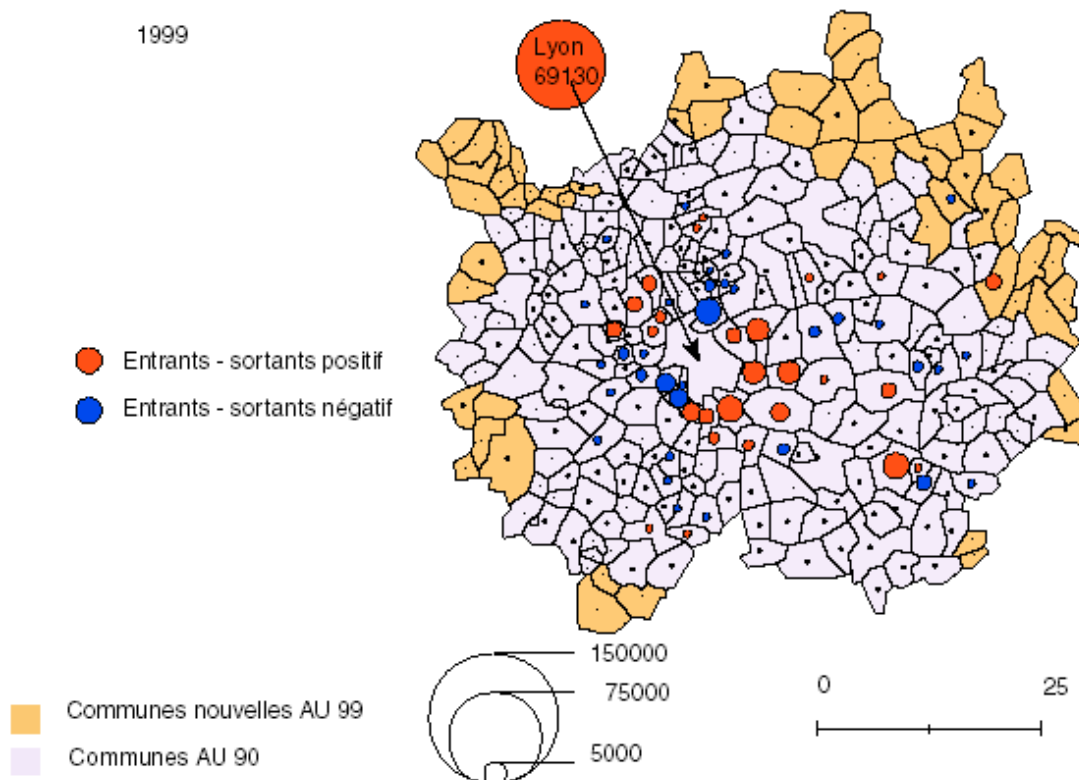 1999
Lyon
69130
Entrants - sortants positif
Entrants - sortants négatif
150000
75000
5000
0 25
Communes nouvelles AU 99
Communes AU 90